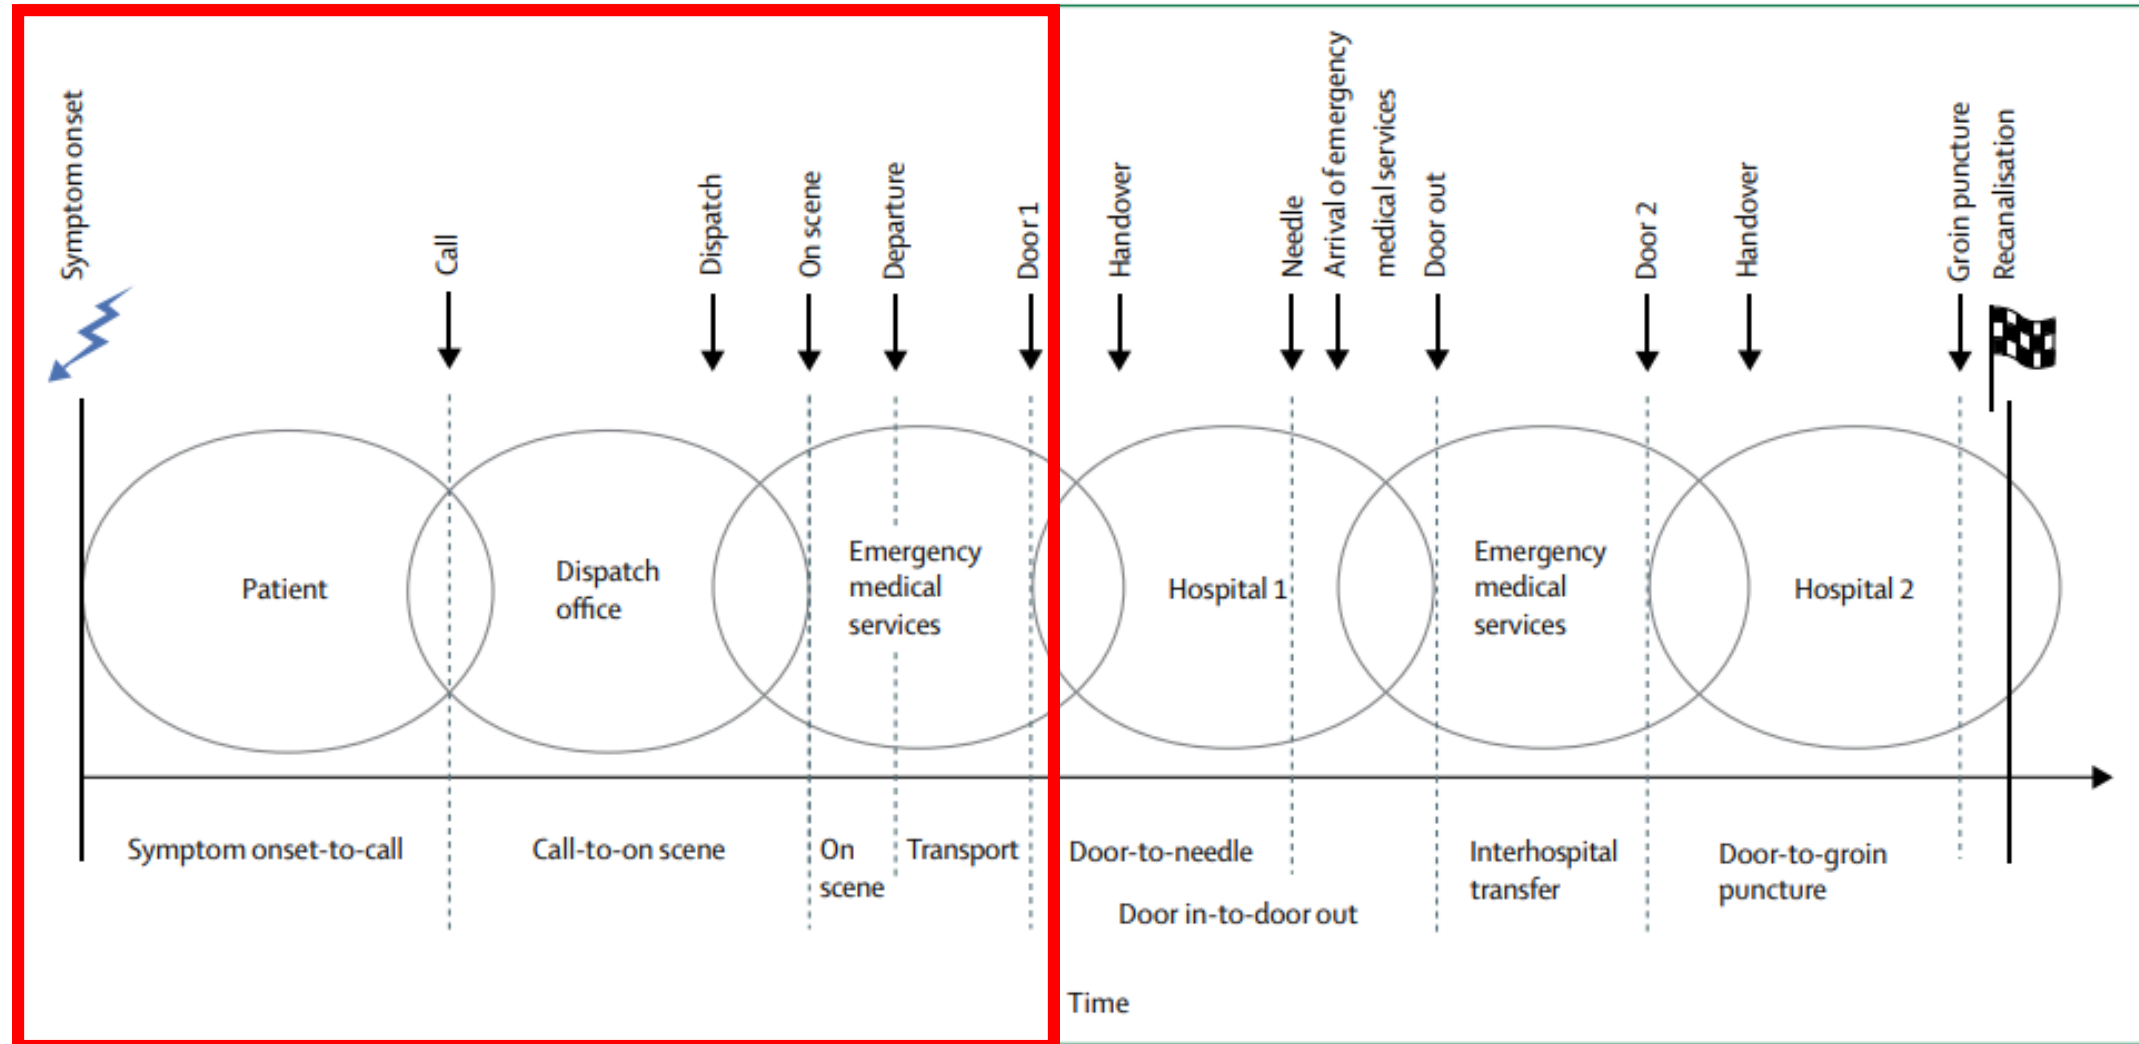 Symptom onset
Call
Dispatch
On scene
Departure
Door 1
Handover
Needle
Arrival of emergency
medical services
Door out
Door 2
Handover
Groin puncture
Recanalisation
Patient
Dispatch
office
Emergency
medical
services
Hospital 1
Emergency
medical
services
Hospital 2
Symptom onset-to-call
Call-to-on scene
On
scene
Transport
Door-to-needle
Door in-to-door out
Interhospital
transfer
Door-to-groin
puncture
Time